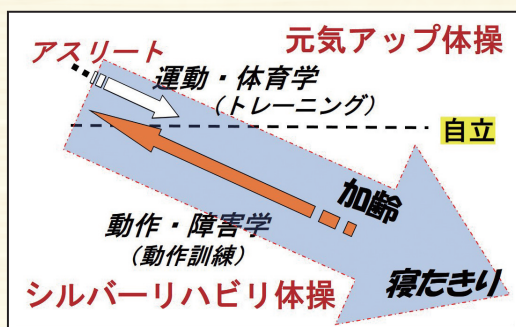 元気アップ体操
アスリート
運動・体育学
(トレーニング)
自立
加齢
動作・障害学
(動作訓練)
寝たきり
シルバーリハビリ体操